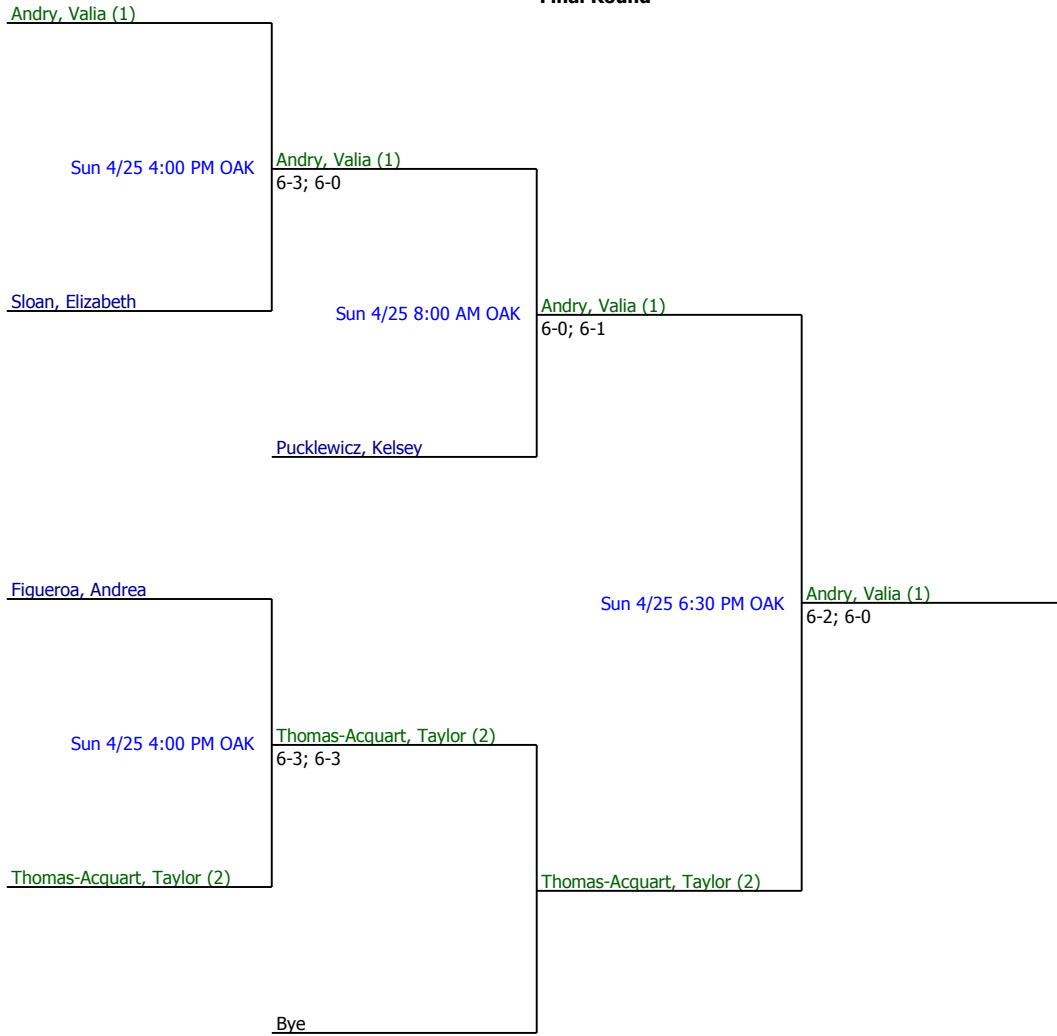 Final Round
Andry, Valia (1)
Sun 4/25 4:00 PM OAK
Andry, Valia (1)
6-3; 6-0
Sloan, Elizabeth
Sun 4/25 8:00 AM OAK
Andry, Valia (1)
6-0; 6-1
Pucklewicz, Kelsey
Figueroa, Andrea
Sun 4/25 6:30 PM OAK
Andry, Valia (1)
6-2; 6-0
Sun 4/25 4:00 PM OAK
Thomas-Acquart, Taylor (2)
6-3; 6-3
Thomas-Acquart, Taylor (2)
Thomas-Acquart, Taylor (2)
Bye